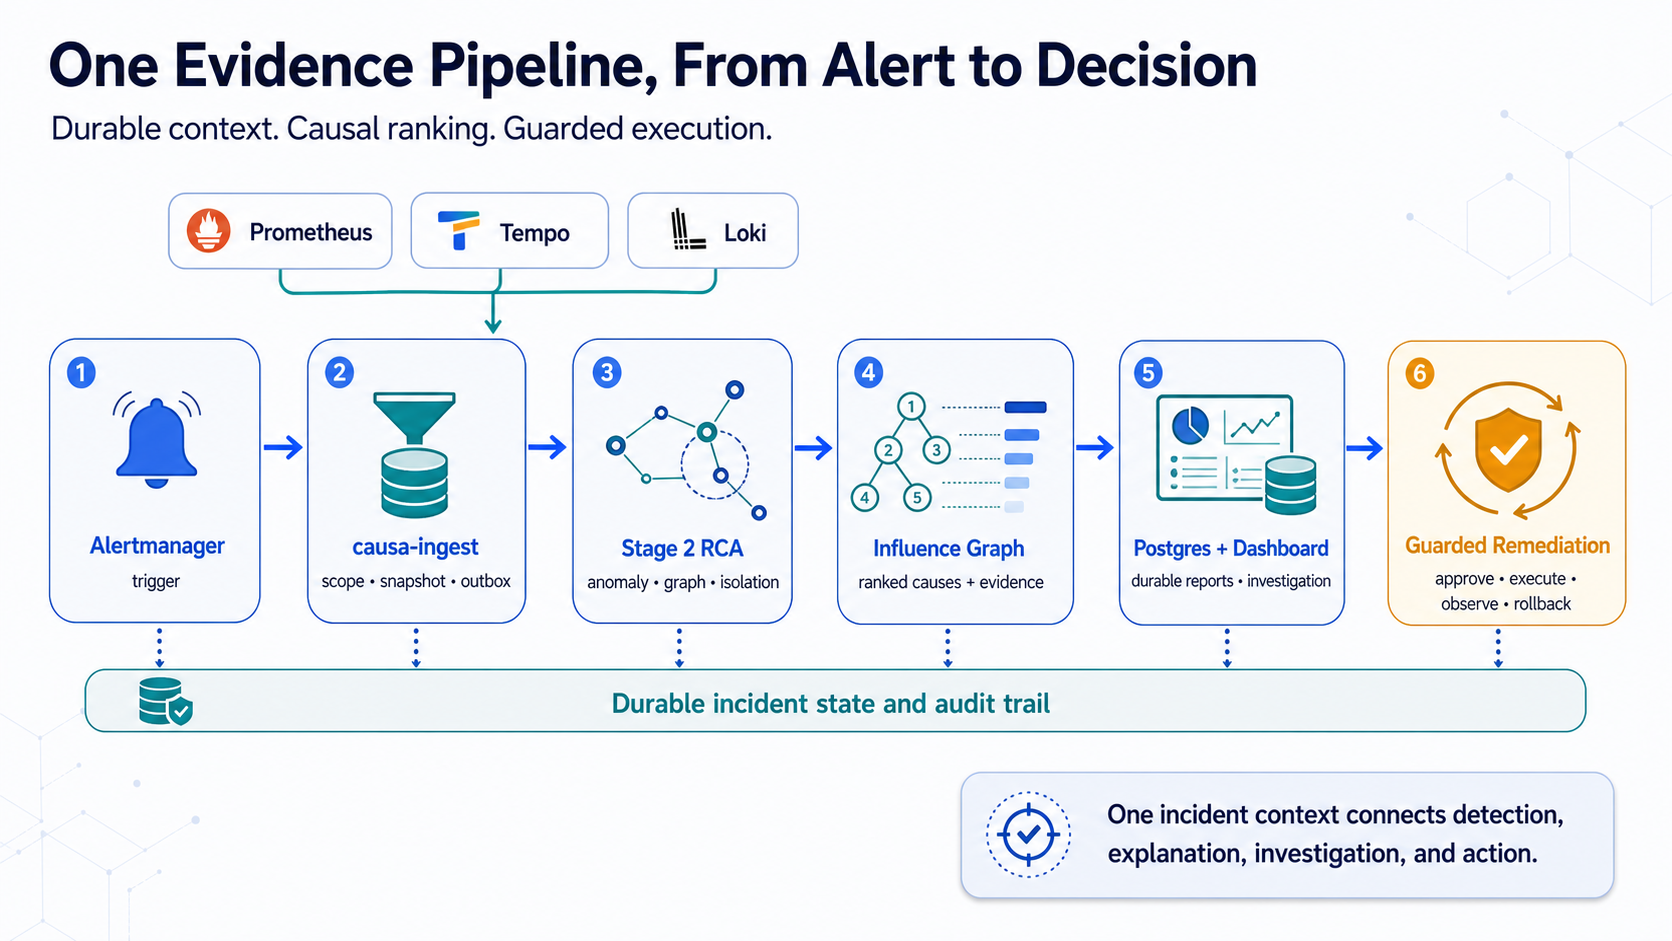 One Evidence Pipeline, From Alert to Decision
Durable context. Causal ranking. Guarded execution.
Prometheus
Tempo
Loki
1
Alertmanager
trigger
2
causa-ingest
scope • snapshot • outbox
3
Stage 2 RCA
anomaly • graph • isolation
4
1
2
3
4
5
Influence Graph
ranked causes + evidence
5
Postgres + Dashboard
durable reports • investigation
6
Guarded Remediation
approve • execute •
observe • rollback
Durable incident state and audit trail
One incident context connects detection,
explanation, investigation, and action.